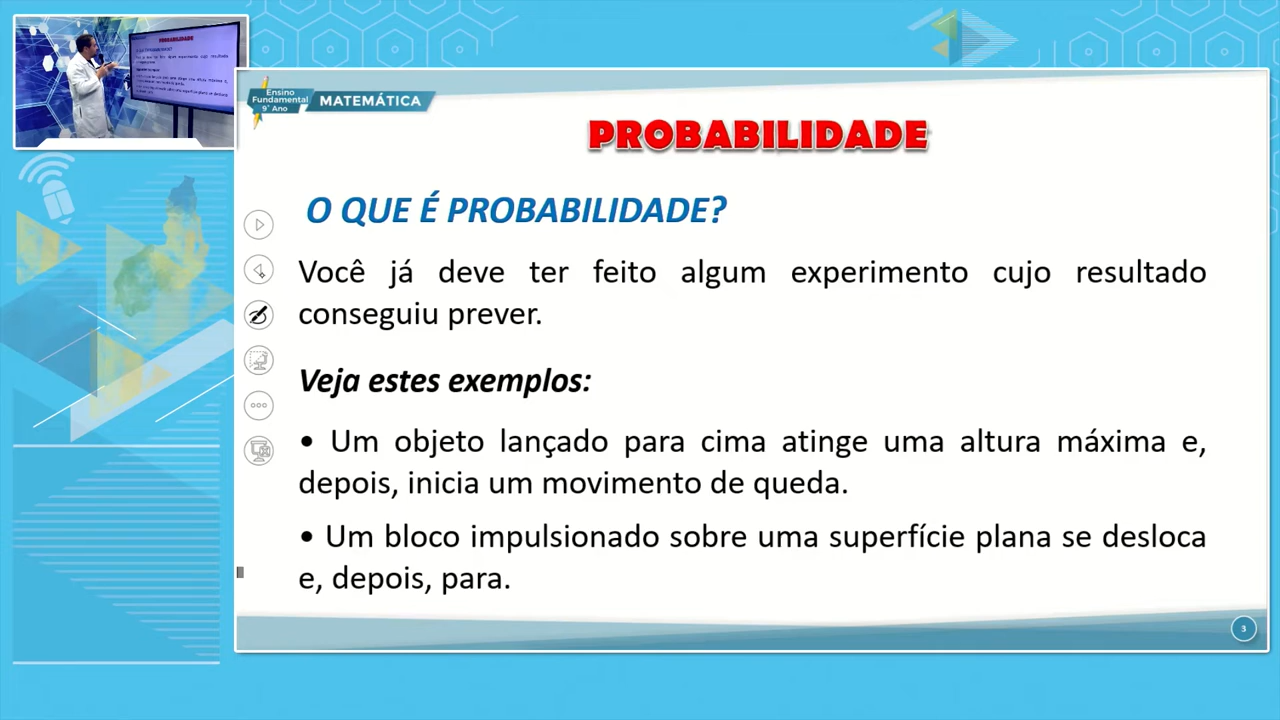 Ensino
Fundamental
9° Ano
MATEMÁTICA
PROBABILIDADE
O QUE É PROBABILIDADE?
Você já deve ter feito algum experimento cujo resultado
conseguiu prever.
Veja estes exemplos:
• Um objeto lançado para cima atinge uma altura máxima e,
depois, inicia um movimento de queda.
• Um bloco impulsionado sobre uma superfície plana se desloca
e, depois, para.
3